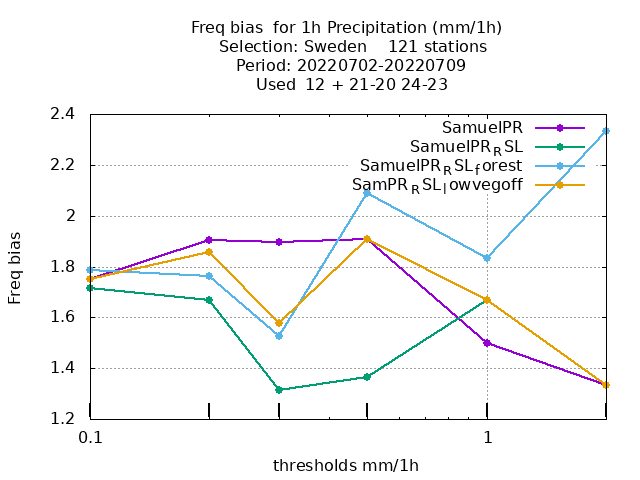 Freq bias  for 1h Precipitation (mm/1h)
Selection: Sweden    121 stations
Period: 20220702-20220709
Used  12 + 21-20 24-23
SamuelPR
SamuelPR_RSL
SamuelPR_RSL_forest
SamPR_RSL_lowvegoff
2.4
2.2
2
1.8
1.6
1.4
1.2
Freq bias
0.1
1
thresholds mm/1h